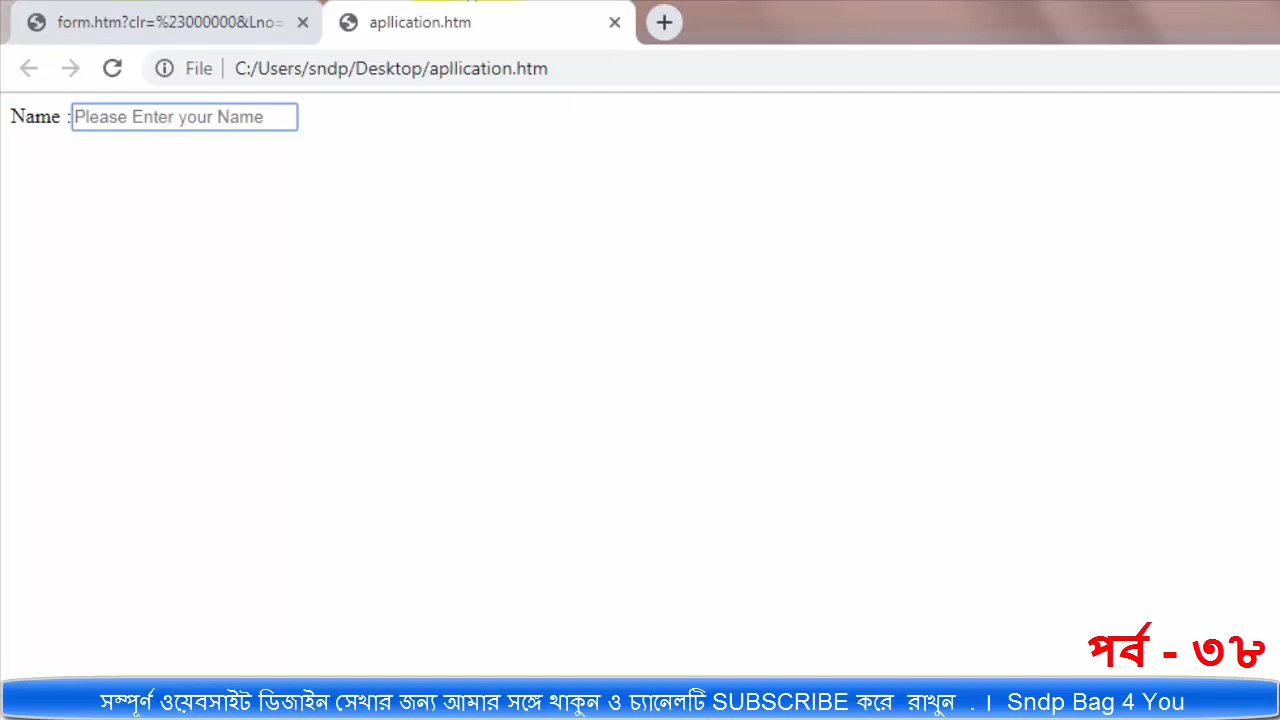 form.htm?clr=%23000000&Lno=
apllication.htm
File
C:/Users/sndp/Desktop/apllication.htm
Name :
Please Enter your Name
পর্ব - ৩৮
সম্পূর্ণ ওয়েবসাইট ডিজাইন সেখার জন্য আমার সঙ্গে থাকুন ও চ্যানেলটি SUBSCRIBE করে রাখুন . । Sndp Bag 4 You